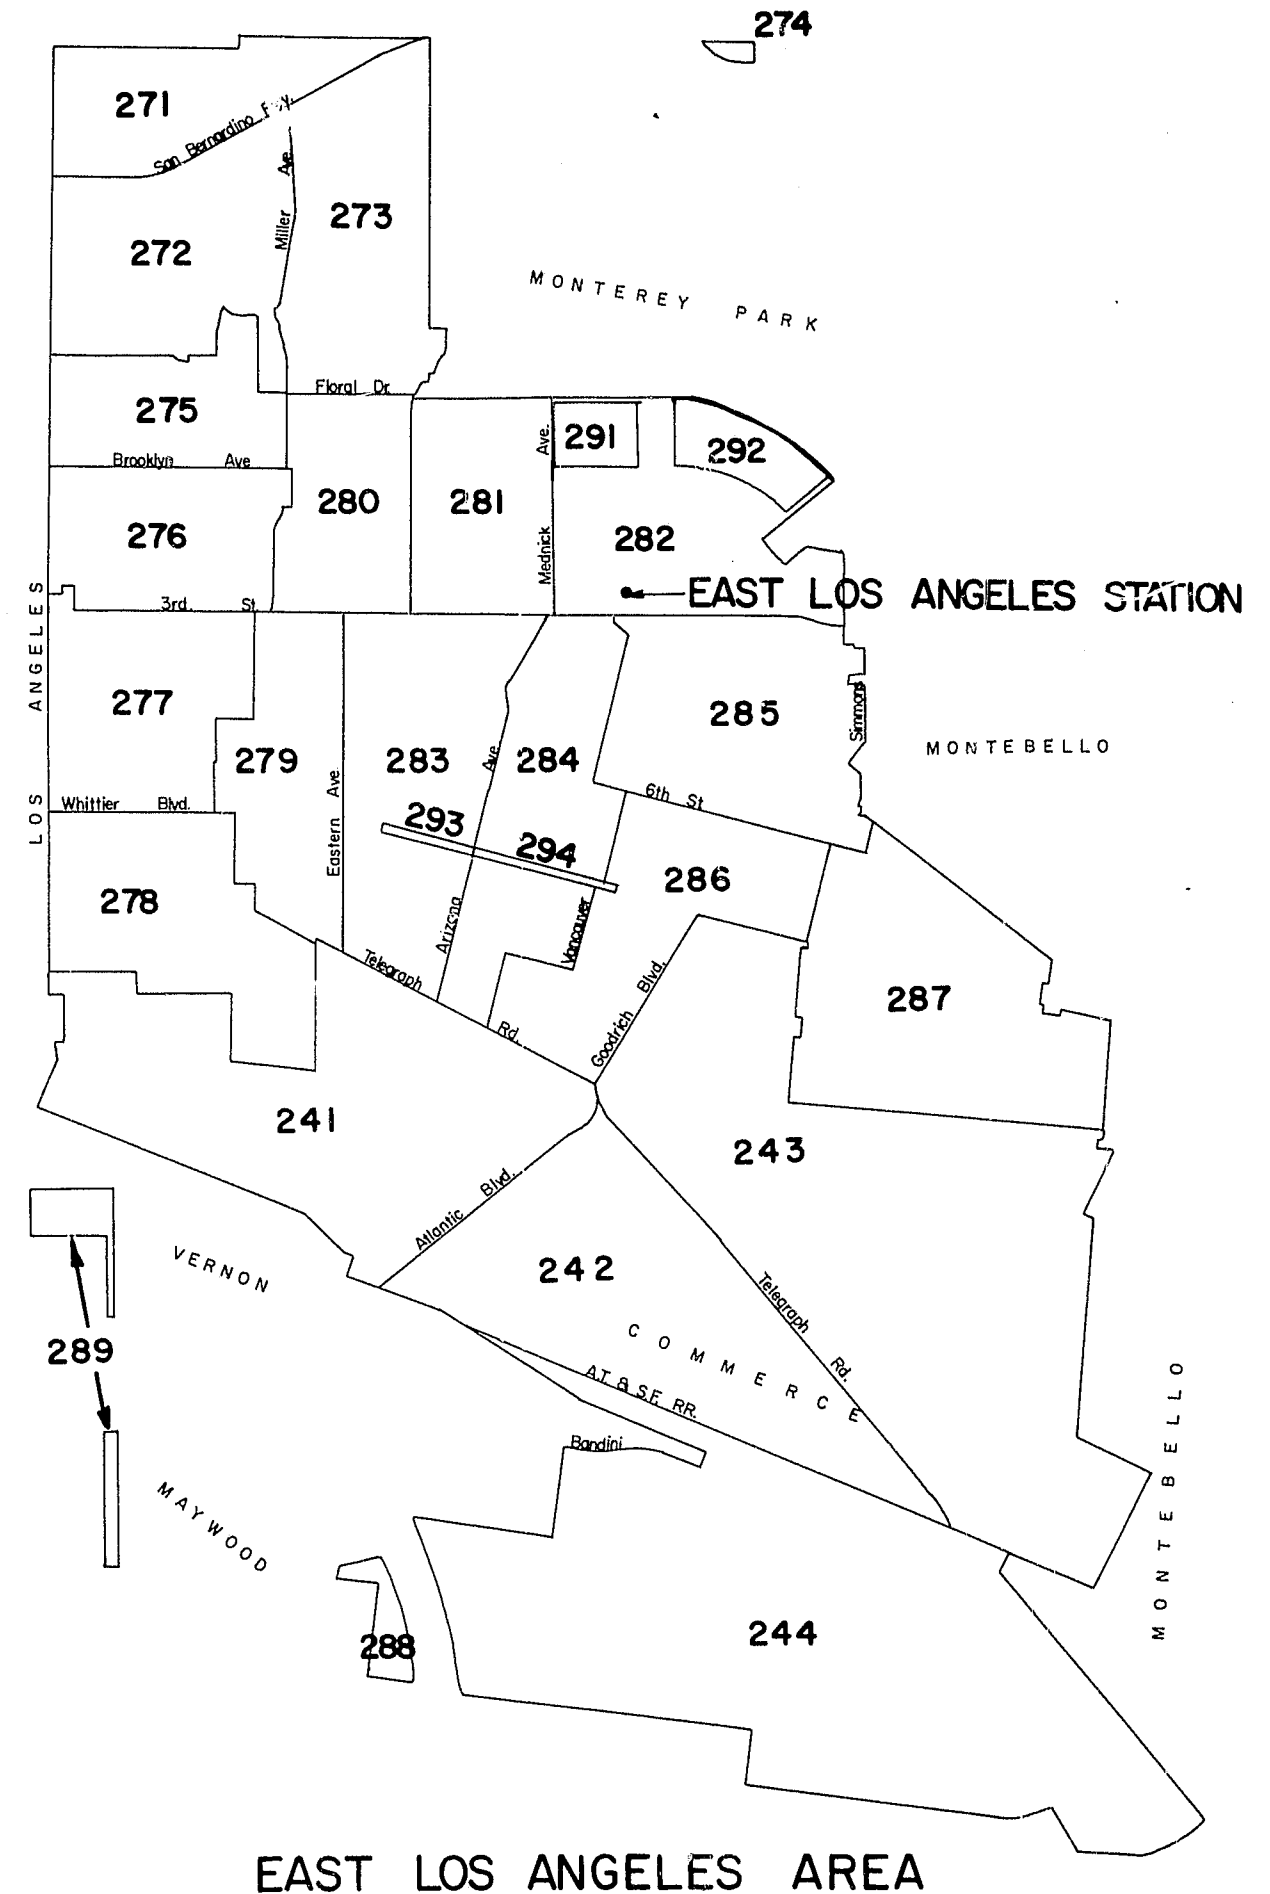 274
271
San Bernardino Fwy.
Miller Ave
273
272
MONTEREY PARK
Floral Dr.
275
291
292
Brooklyn Ave
Mednick Ave.
280
281
276
282
EAST LOS ANGELES STATION
3rd St
LOS ANGELES
277
285
Simmons
MONTEBELLO
279
283
Ave.
284
Whittier Blvd.
6th St
Eastern Ave
293
294
286
278
Arizona
Vancouver
Telegraph Rd.
Goodrich Blvd.
287
241
243
Atlantic Blvd.
VERNON
242
Telegraph Rd.
COMMERCE
289
A.T. & S.F. RR.
Bandini
MONTEBELLO
MAYWOOD
288
244
EAST LOS ANGELES AREA